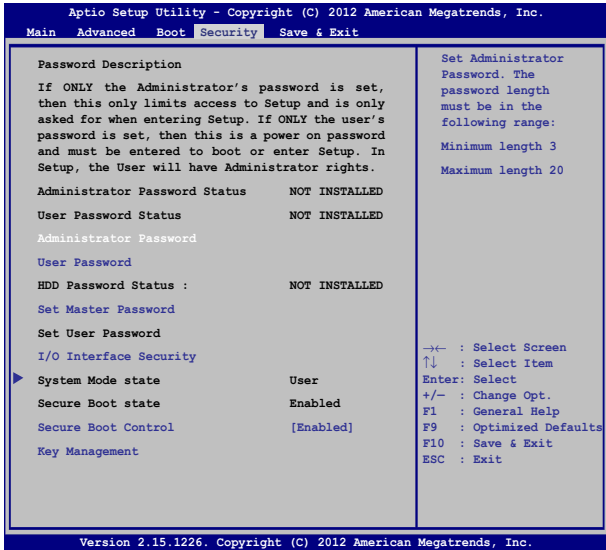 Aptio Setup Utility - Copyright (C) 2012 American Megatrends, Inc.
Main Advanced Boot Security Save & Exit
Password Description
If ONLY the Administrator's password is set,
then this only limits access to Setup and is only
asked for when entering Setup. If ONLY the user's
password is set, then this is a power on password
and must be entered to boot or enter Setup. In
Setup, the User will have Administrator rights.
Administrator Password Status NOT INSTALLED
User Password Status NOT INSTALLED
Administrator Password
User Password
HDD Password Status : NOT INSTALLED
Set Master Password
Set User Password
I/O Interface Security
System Mode state User
Secure Boot state Enabled
Secure Boot Control [Enabled]
Key Management
Set Administrator
Password. The
password length
must be in the
following range:
Minimum length 3
Maximum length 20
→← : Select Screen
↑↓ : Select Item
Enter: Select
+/— : Change Opt.
F1 : General Help
F9 : Optimized Defaults
F10 : Save & Exit
ESC : Exit
Version 2.15.1226. Copyright (C) 2012 American Megatrends, Inc.